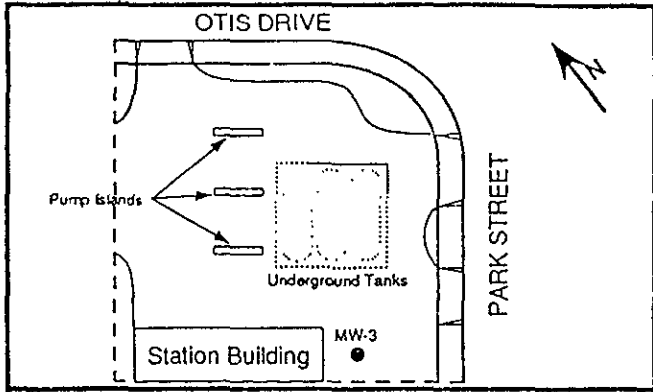 OTIS DRIVE
N
Pump Islands
PARK STREET
Underground Tanks
MW-3
Station Building